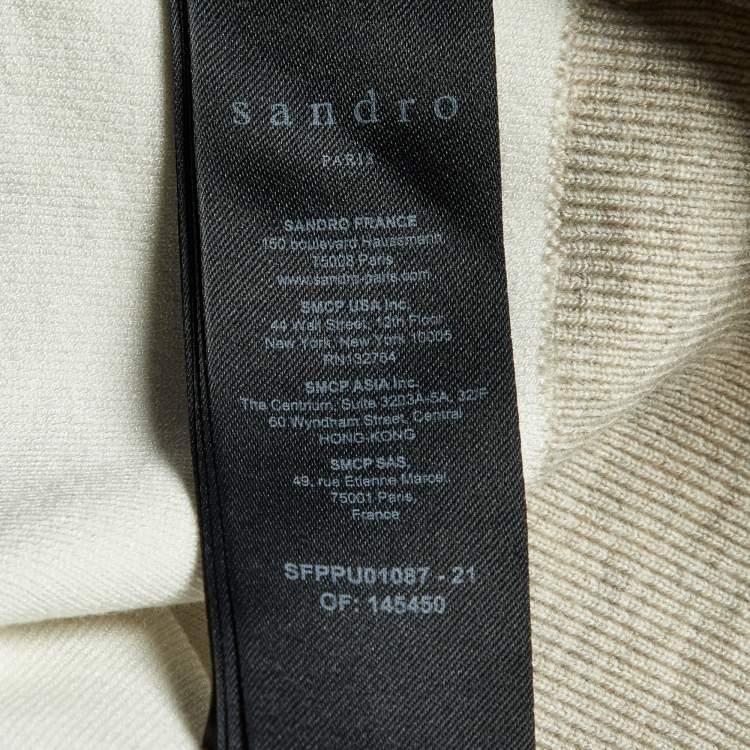 sandro
PARIS
SANDRO FRANCE
150 boulevard Haussmann,
75008 Paris
www.sandro-paris.com
SMCP USA Inc.
44 Wall Street, 12th Floor
New York, New York 10005
RN132764
SMCP ASIA Inc.
The Centrium, Suite 3203A-5A, 32/F
60 Wyndham Street, Central
HONG-KONG
SMCP SAS,
49, rue Etienne Marcel,
75001 Paris,
France
SFPPU01087 - 21
OF: 145450